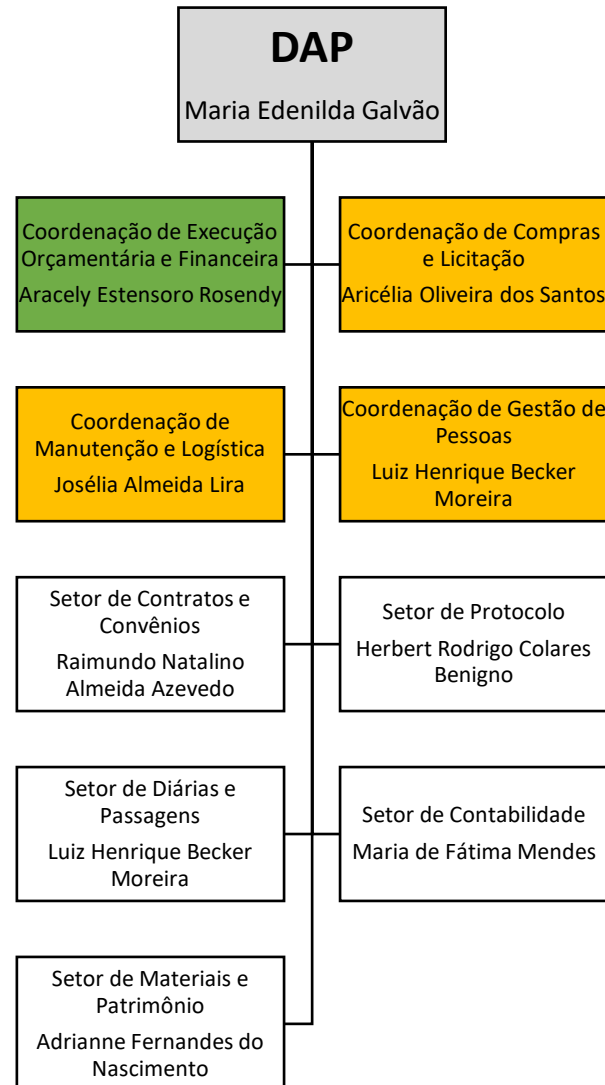 DAP
Maria Edenilda Galvão
Coordenação de Execução
Orçamentária e Financeira
Aracely Estensoro Rosendy
Coordenação de Compras
e Licitação
Aricélia Oliveira dos Santos
Coordenação de
Manutenção e Logística
Josélia Almeida Lira
Coordenação de Gestão de
Pessoas
Luiz Henrique Becker
Moreira
Setor de Contratos e
Convênios
Raimundo Natalino
Almeida Azevedo
Setor de Protocolo
Herbert Rodrigo Colares
Benigno
Setor de Diárias e
Passagens
Luiz Henrique Becker
Moreira
Setor de Contabilidade
Maria de Fátima Mendes
Setor de Materiais e
Patrimônio
Adrianne Fernandes do
Nascimento